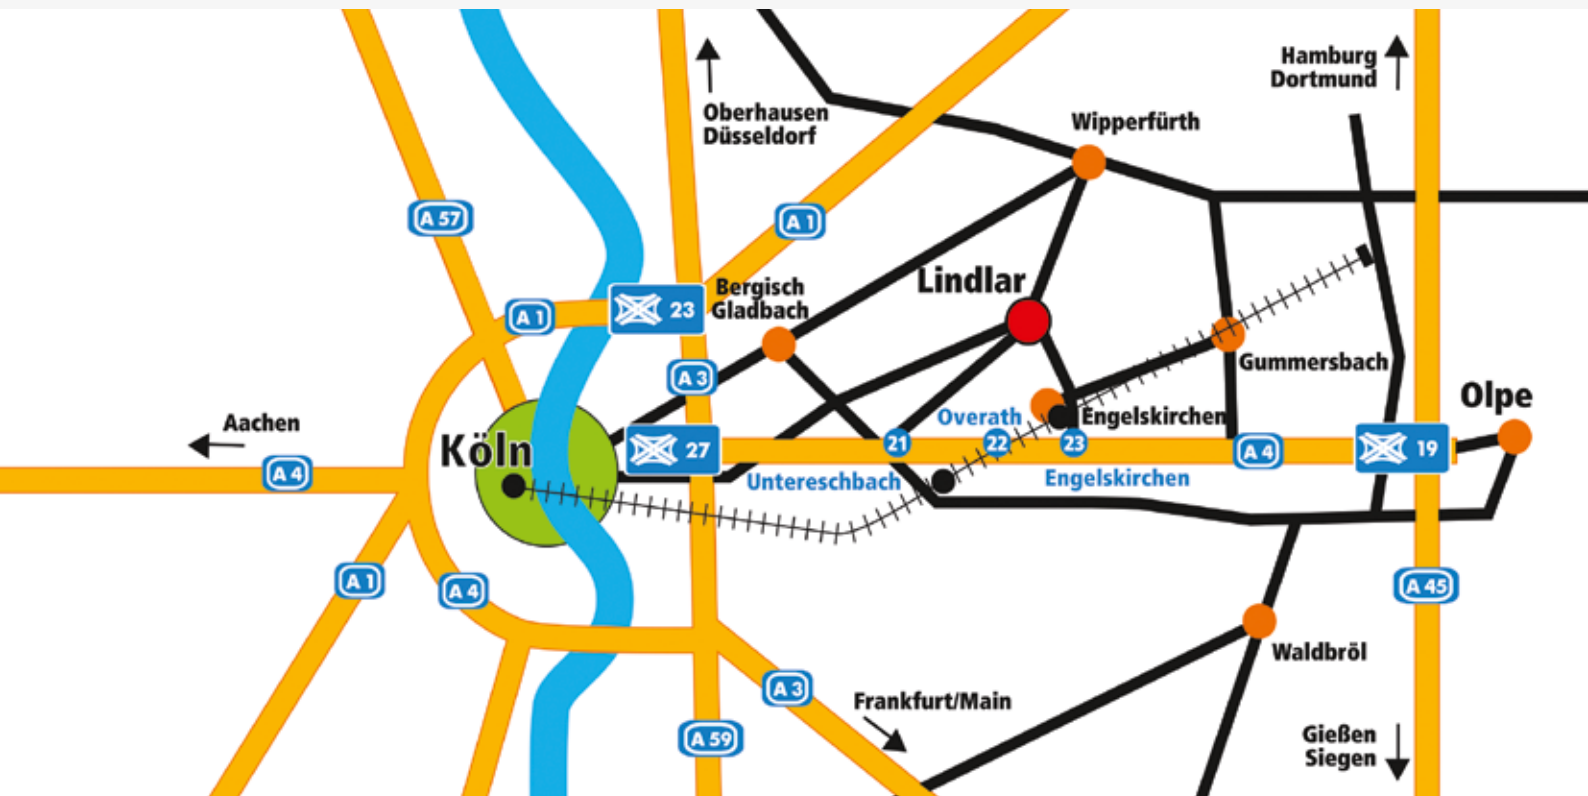 Hamburg
Dortmund
Oberhausen
Düsseldorf
Wipperfürth
A 57
A 1
Lindlar
Bergisch
Gladbach
23
A 1
Gummersbach
A 3
Olpe
Aachen
Overath
Engelskirchen
Köln
27
21
22
23
A 4
19
A 4
Untereschbach
Engelskirchen
A 1
A 4
A 45
Waldbröl
A 3
Frankfurt/Main
A 59
Gießen
Siegen